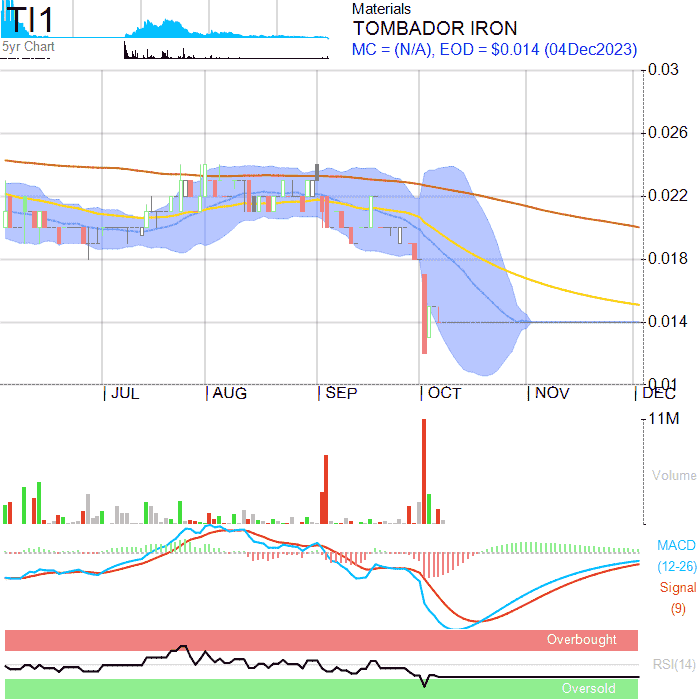 TI1
5yr Chart
Materials
TOMBADOR IRON
MC = (N/A), EOD = $0.014 (04Dec2023)
0.03
0.026
0.022
0.018
0.014
0.01
JUL AUG SEP OCT NOV DEC
11M
Volume
MACD
(12-26)
Signal
(9)
Overbought
RSI(14)
Oversold